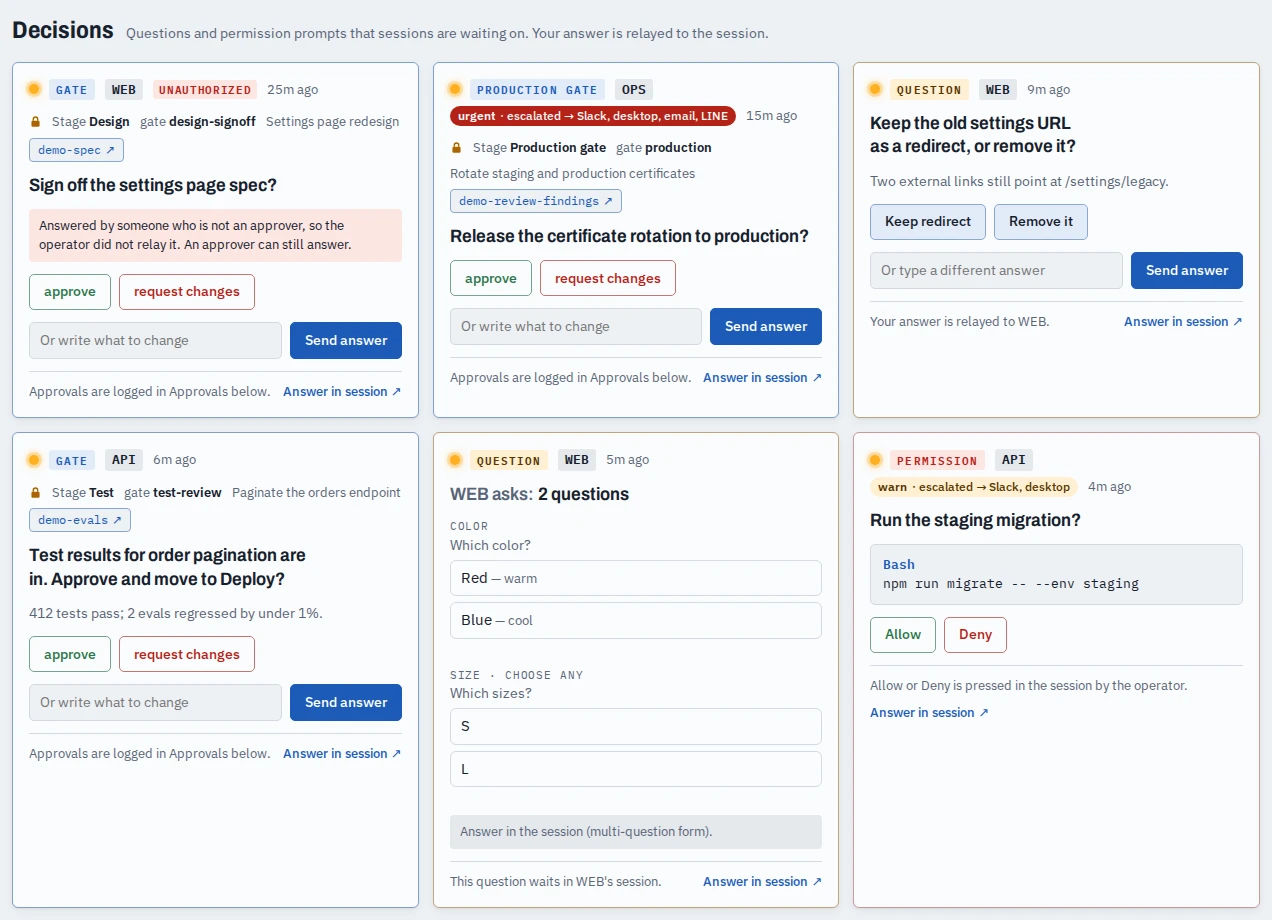 Decisions Questions and permission prompts that sessions are waiting on. Your answer is relayed to the session.
GATE WEB UNAUTHORIZED 25m ago
Stage Design gate design-signoff Settings page redesign
demo-spec ↗
Sign off the settings page spec?
Answered by someone who is not an approver, so the
operator did not relay it. An approver can still answer.
approve request changes
Or write what to change Send answer
Approvals are logged in Approvals below. Answer in session ↗
PRODUCTION GATE OPS
urgent · escalated → Slack, desktop, email, LINE 15m ago
Stage Production gate gate production
Rotate staging and production certificates
demo-review-findings ↗
Release the certificate rotation to production?
approve request changes
Or write what to change Send answer
Approvals are logged in Approvals below. Answer in session ↗
QUESTION WEB 9m ago
Keep the old settings URL
as a redirect, or remove it?
Two external links still point at /settings/legacy.
Keep redirect Remove it
Or type a different answer Send answer
Your answer is relayed to WEB. Answer in session ↗
GATE API 6m ago
Stage Test gate test-review Paginate the orders endpoint
demo-evals ↗
Test results for order pagination are
in. Approve and move to Deploy?
412 tests pass; 2 evals regressed by under 1%.
approve request changes
Or write what to change Send answer
Approvals are logged in Approvals below. Answer in session ↗
QUESTION WEB 5m ago
WEB asks: 2 questions
COLOR
Which color?
Red — warm
Blue — cool
SIZE · CHOOSE ANY
Which sizes?
S
L
Answer in the session (multi-question form).
This question waits in WEB's session. Answer in session ↗
PERMISSION API
warn · escalated → Slack, desktop 4m ago
Run the staging migration?
Bash
npm run migrate -- --env staging
Allow Deny
Allow or Deny is pressed in the session by the operator.
Answer in session ↗